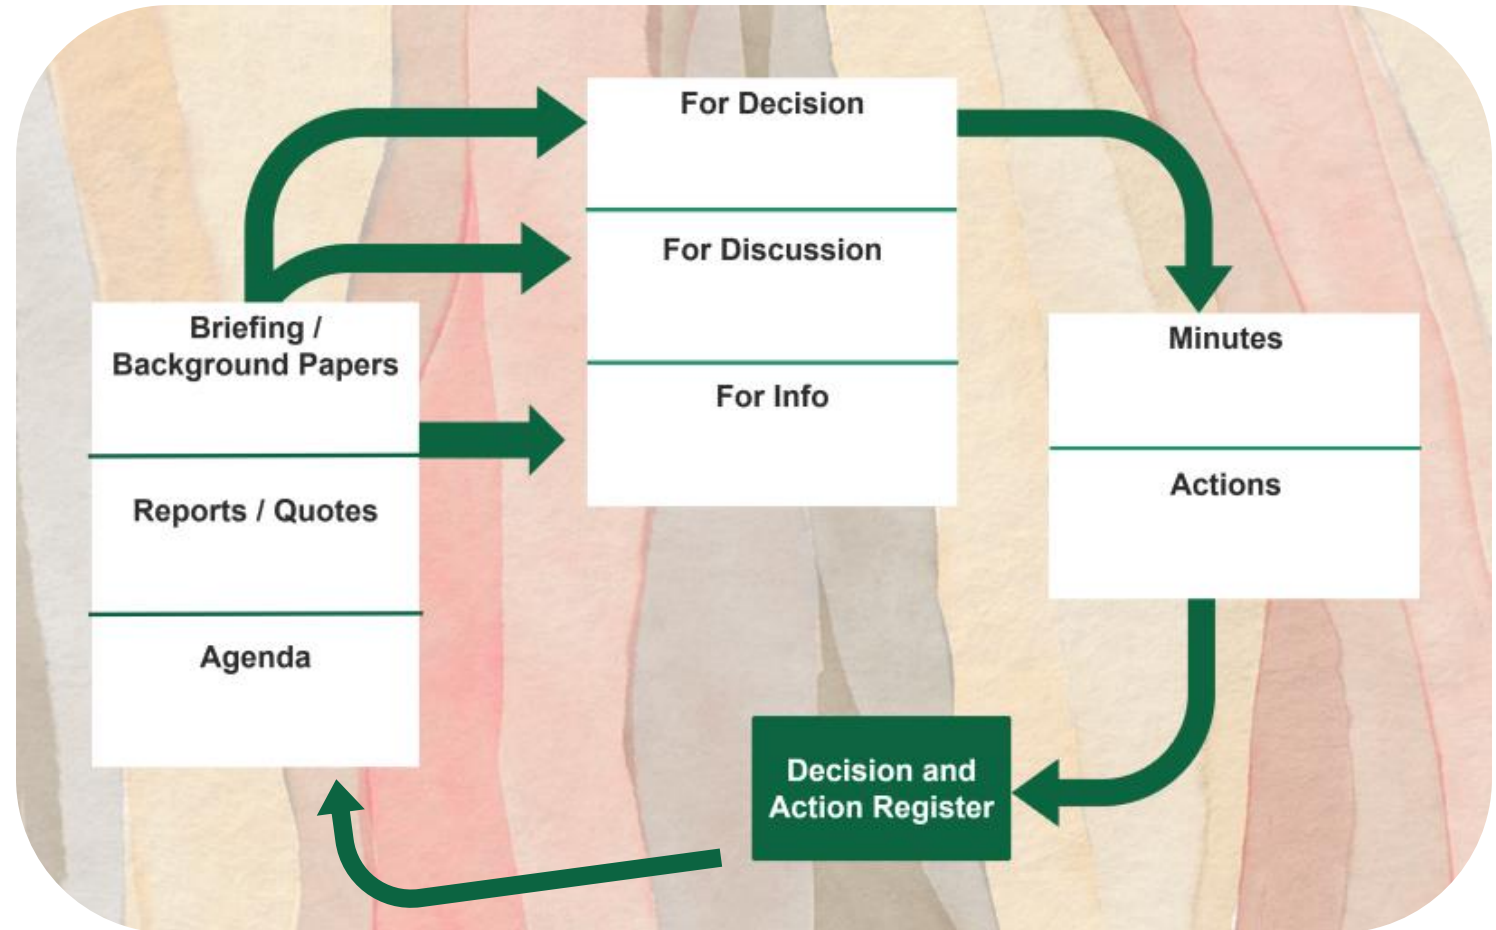 Briefing /
Background Papers
Reports / Quotes
Agenda
For Decision
For Discussion
For Info
Minutes
Actions
Decision and
Action Register